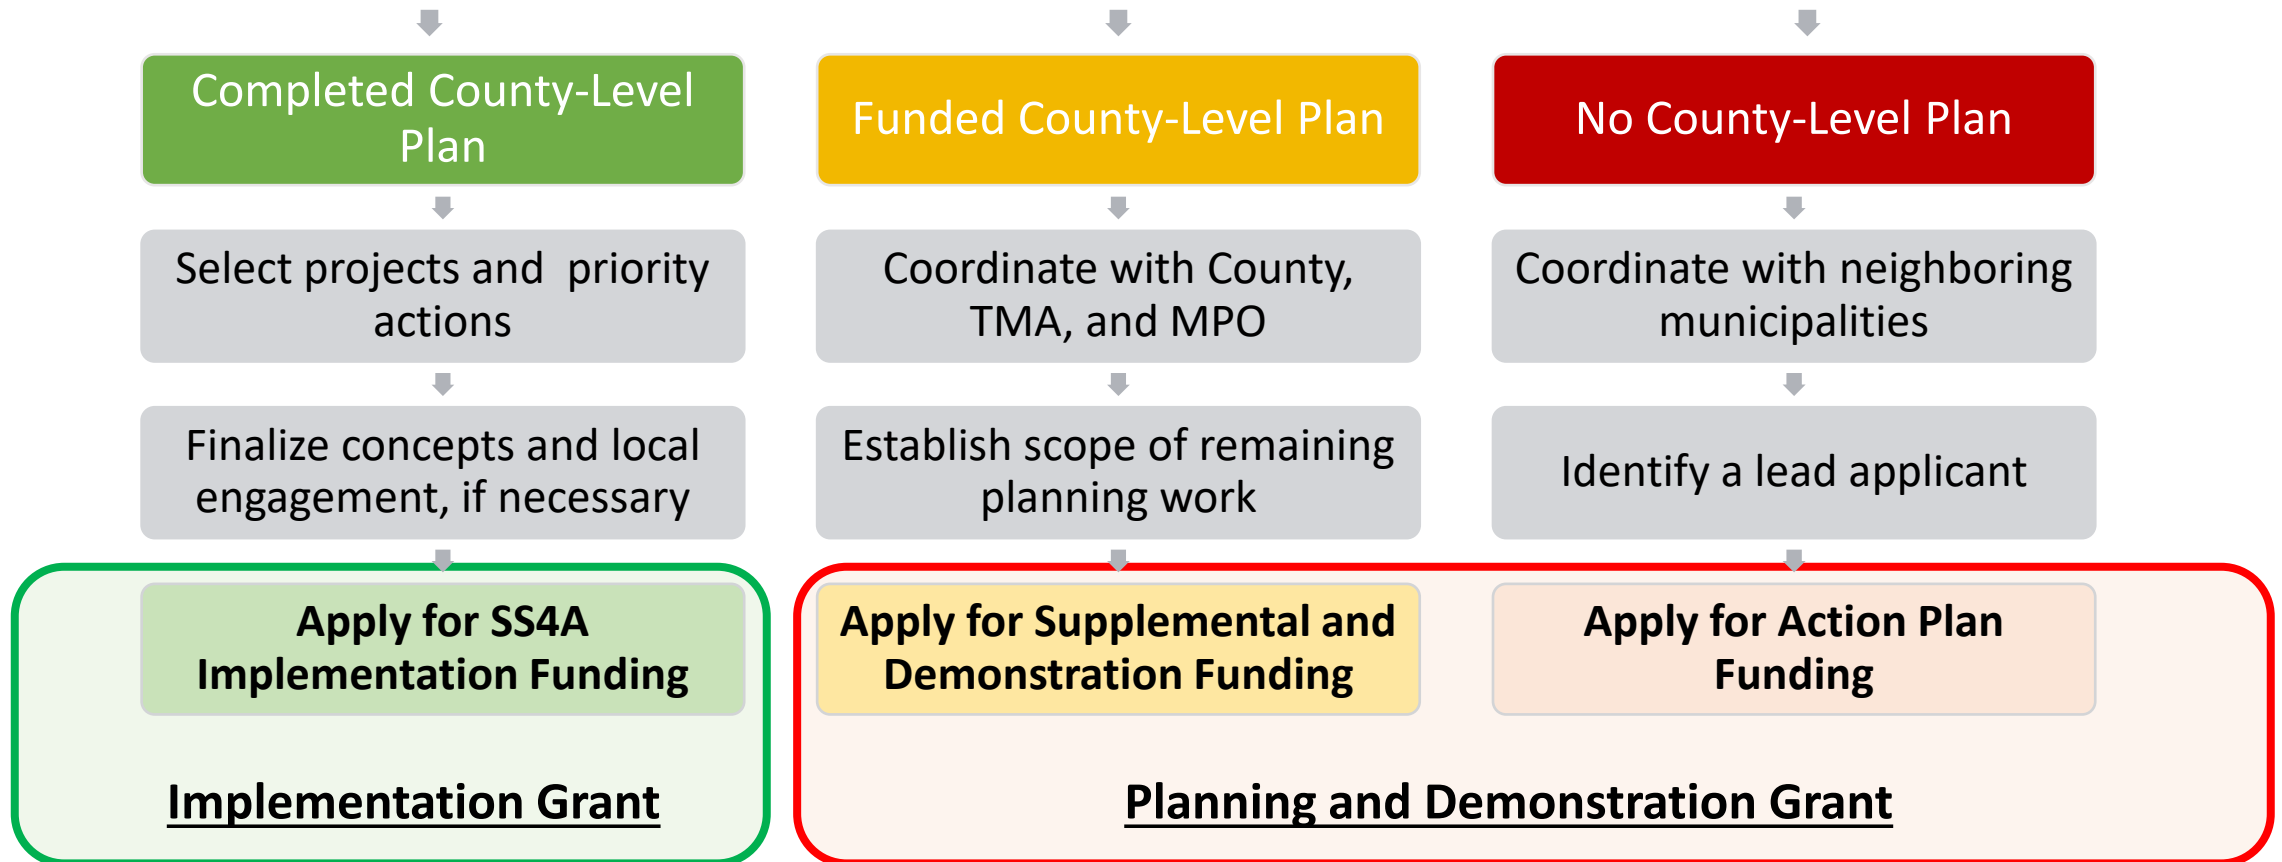 Completed County-Level
Plan
Funded County-Level Plan
No County-Level Plan
Select projects and  priority
actions
Coordinate with County,
TMA, and MPO
Coordinate with neighboring
municipalities
Finalize concepts and local
engagement, if necessary
Establish scope of remaining
planning work
Identify a lead applicant
Apply for SS4A
Implementation Funding
Apply for Supplemental and
Demonstration Funding
Apply for Action Plan
Funding
Implementation Grant
Planning and Demonstration Grant